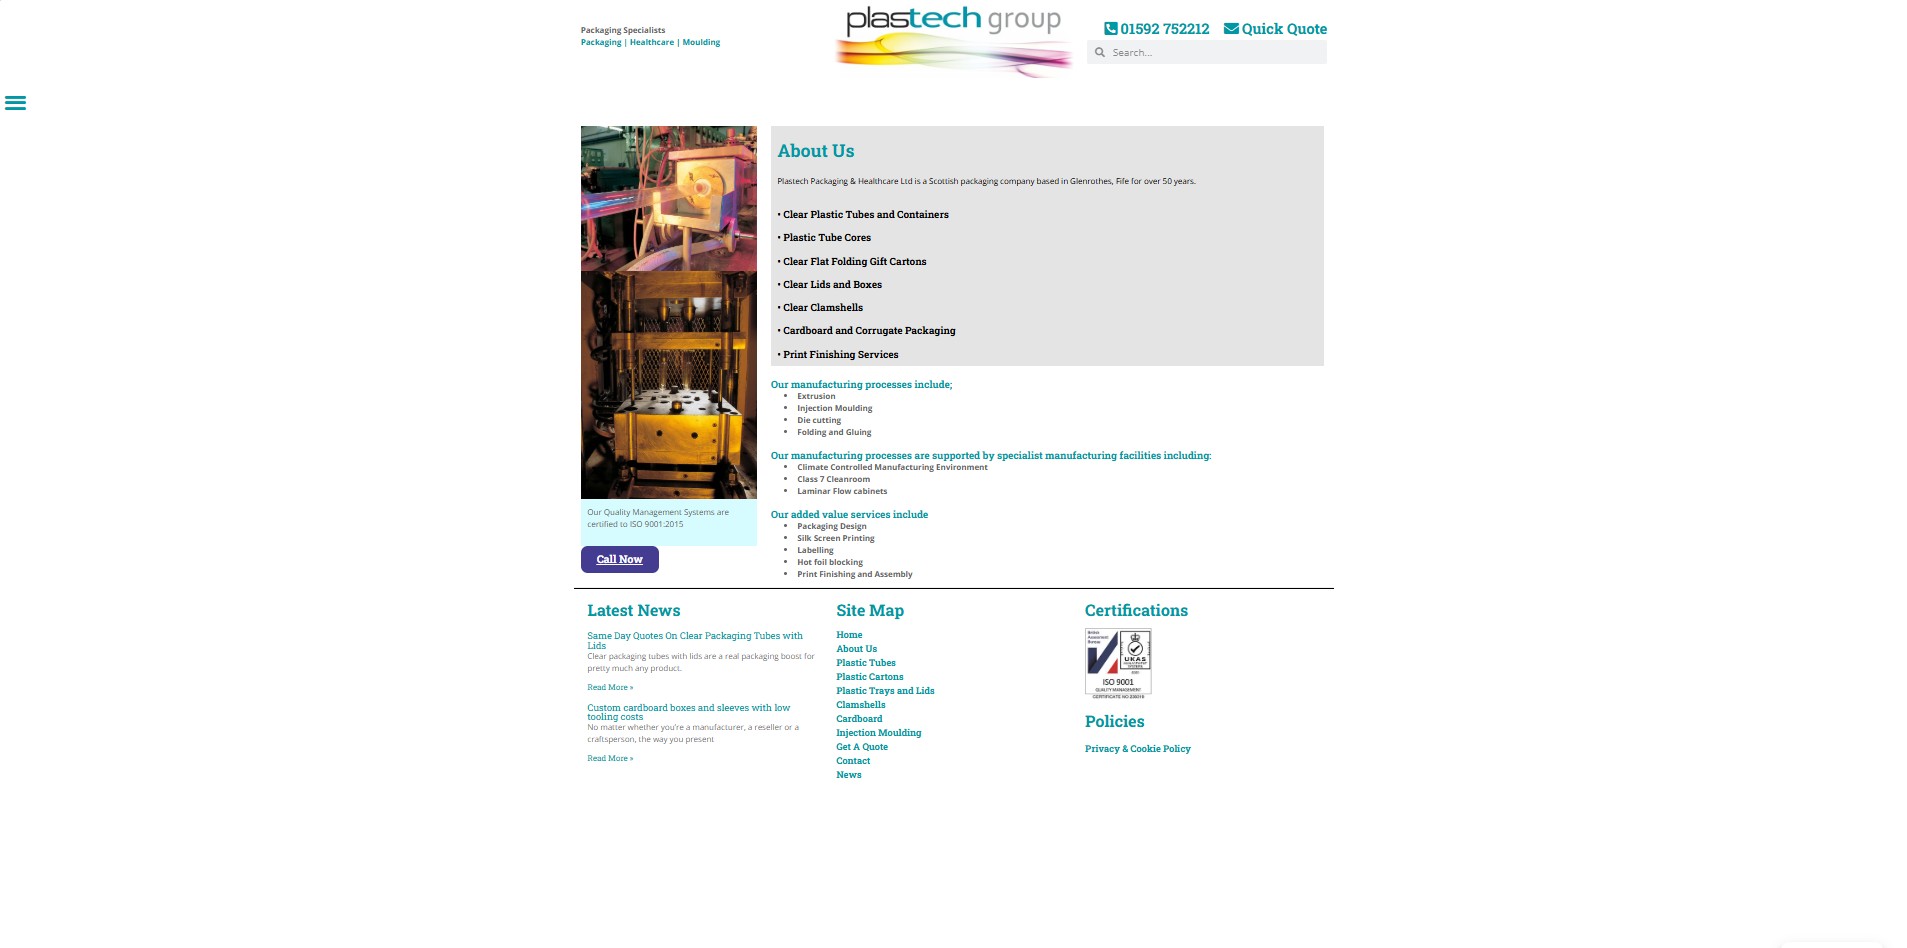 Packaging Specialists
Packaging | Healthcare | Moulding
plastech group
01592 752212 Quick Quote
Search...
About Us
Plastech Packaging & Healthcare Ltd is a Scottish packaging company based in Glenrothes, Fife for over 50 years.
• Clear Plastic Tubes and Containers
• Plastic Tube Cores
• Clear Flat Folding Gift Cartons
• Clear Lids and Boxes
• Clear Clamshells
• Cardboard and Corrugate Packaging
• Print Finishing Services
Our manufacturing processes include;
• Extrusion
• Injection Moulding
• Die cutting
• Folding and Gluing
Our manufacturing processes are supported by specialist manufacturing facilities including:
• Climate Controlled Manufacturing Environment
• Class 7 Cleanroom
• Laminar Flow cabinets
Our added value services include
• Packaging Design
• Silk Screen Printing
• Labelling
• Hot foil blocking
• Print Finishing and Assembly
Our Quality Management Systems are
certified to ISO 9001:2015
Call Now
Latest News
Same Day Quotes On Clear Packaging Tubes with
Lids
Clear packaging tubes with lids are a real packaging boost for
pretty much any product.
Read More »
Custom cardboard boxes and sleeves with low
tooling costs
No matter whether you're a manufacturer, a reseller or a
craftsperson, the way you present
Read More »
Site Map
Home
About Us
Plastic Tubes
Plastic Cartons
Plastic Trays and Lids
Clamshells
Cardboard
Injection Moulding
Get A Quote
Contact
News
Certifications
British
Assessment
Bureau
UKAS
MANAGEMENT
SYSTEMS
ISO 9001
QUALITY MANAGEMENT
Policies
Privacy & Cookie Policy